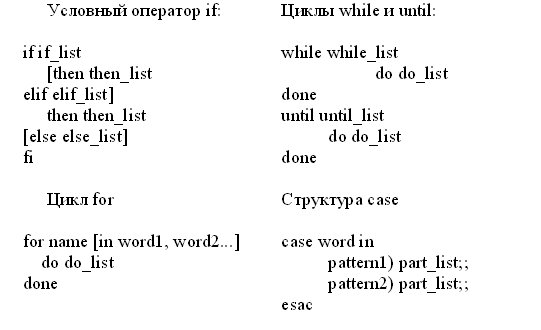 Условный оператор if:
if if_list
[then then_list
elif elif_list]
then then_list
[else else_list]
fi
Циклы while и until:
while while_list
do do_list
done
until until_list
do do_list
done
Цикл for
for name [in word1, word2...]
do do_list
done
Структура case
case word in
pattern1) part_list;;
pattern2) part_list;;
esac